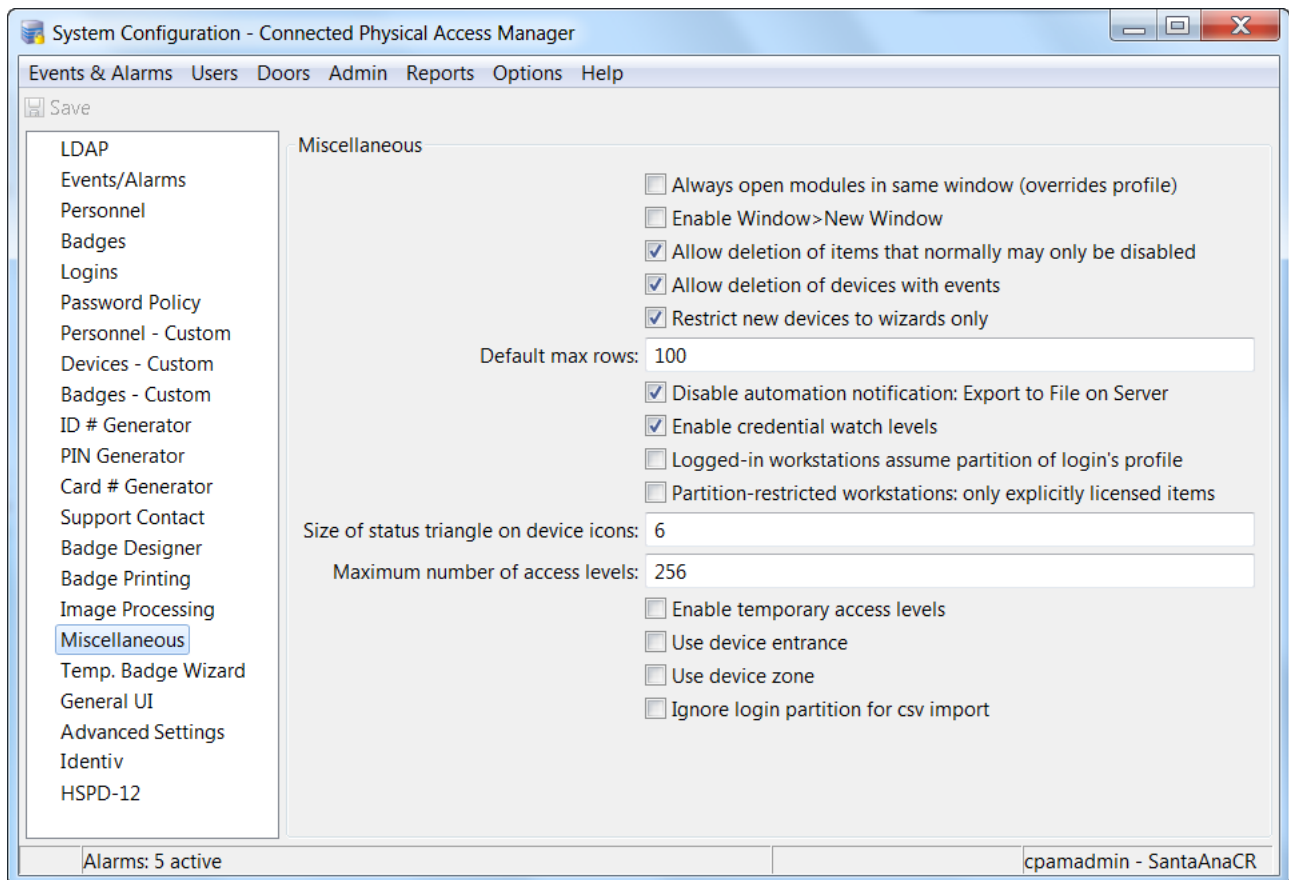 System Configuration - Connected Physical Access Manager
Events & Alarms Users Doors Admin Reports Options Help
Save
LDAP
Events/Alarms
Personnel
Badges
Logins
Password Policy
Personnel - Custom
Devices - Custom
Badges - Custom
ID # Generator
PIN Generator
Card # Generator
Support Contact
Badge Designer
Badge Printing
Image Processing
Miscellaneous
Temp. Badge Wizard
General UI
Advanced Settings
Identiv
HSPD-12
Miscellaneous
Always open modules in same window (overrides profile)
Enable Window>New Window
Allow deletion of items that normally may only be disabled
Allow deletion of devices with events
Restrict new devices to wizards only
Default max rows: 100
Disable automation notification: Export to File on Server
Enable credential watch levels
Logged-in workstations assume partition of login's profile
Partition-restricted workstations: only explicitly licensed items
Size of status triangle on device icons: 6
Maximum number of access levels: 256
Enable temporary access levels
Use device entrance
Use device zone
Ignore login partition for csv import
Alarms: 5 active
cpamadmin - SantaAnaCR